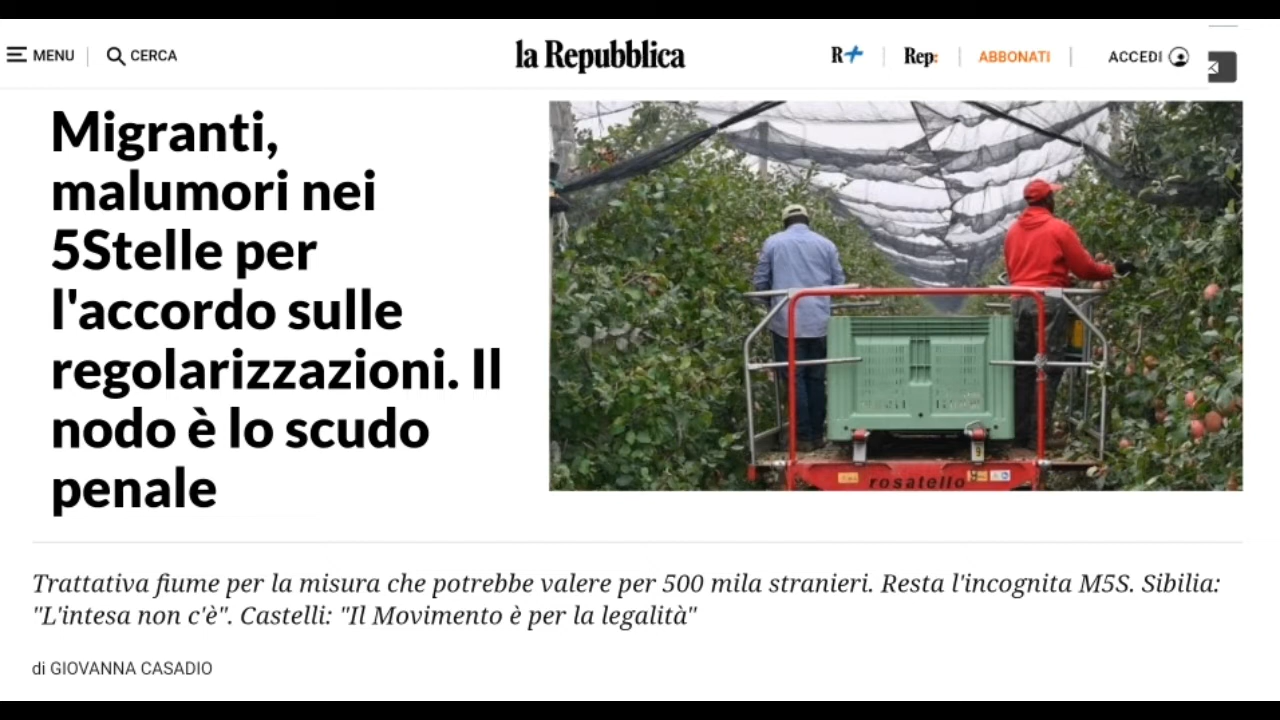 MENU
CERCA
la Repubblica
R+
Rep:
ABBONATI
ACCEDI
Migranti,
malumori nei
5Stelle per
l'accordo sulle
regolarizzazioni. Il
nodo è lo scudo
penale
rosatello
Trattativa fiume per la misura che potrebbe valere per 500 mila stranieri. Resta l'incognita M5S. Sibilia:
"L'intesa non c'è". Castelli: "Il Movimento è per la legalità"
di GIOVANNA CASADIO